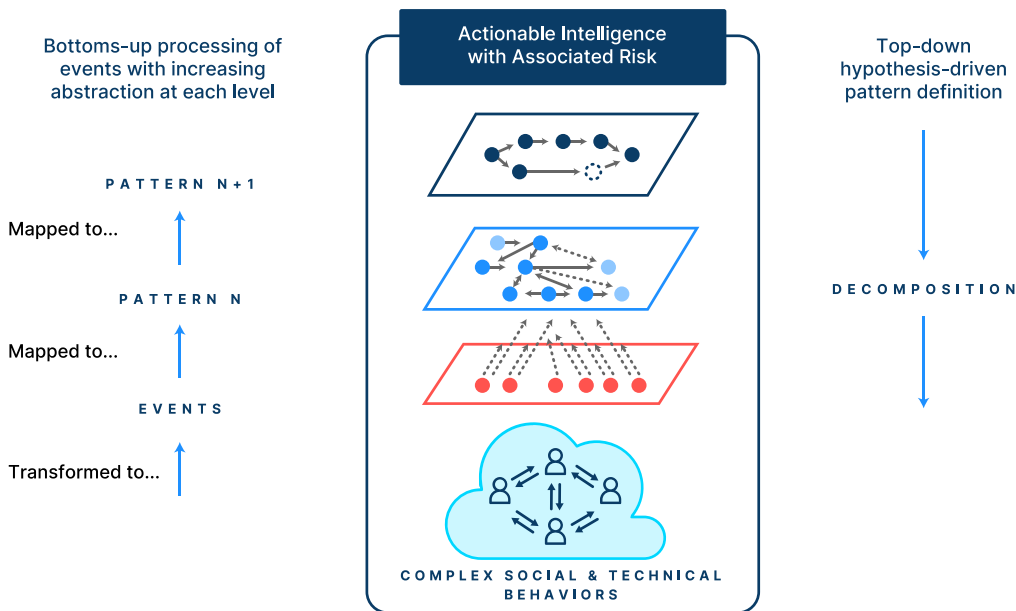 Bottoms-up processing of
events with increasing
abstraction at each level
PATTERN N+1
Mapped to...
PATTERN N
Mapped to...
EVENTS
Transformed to...
Actionable Intelligence
with Associated Risk
COMPLEX SOCIAL & TECHNICAL
BEHAVIORS
Top-down
hypothesis-driven
pattern definition
DECOMPOSITION